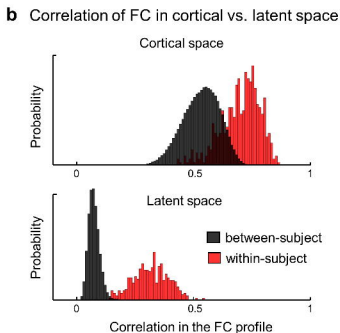 b Correlation of FC in cortical vs. latent space
Cortical space
Probability
0 0.5 1
Latent space
Probability
between-subject
within-subject
0 0.5 1
Correlation in the FC profile